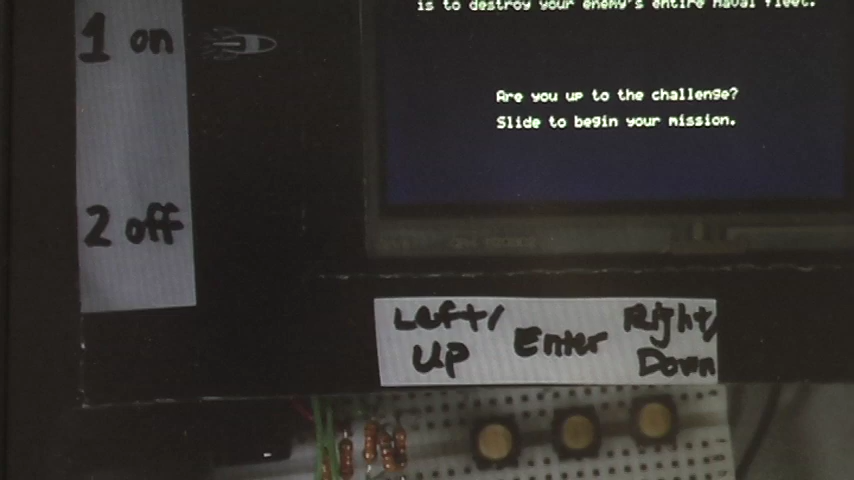 is to destroy your enemy's entire naval fleet.
Are you up to the challenge?
Slide to begin your mission.
1 on
2 off
Left/
Up
Enter
Right/
Down